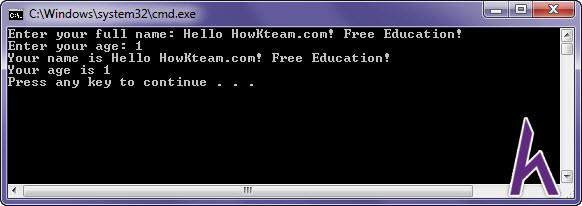 C:\Windows\system32\cmd.exe
Enter your full name: Hello HowKteam.com! Free Education!
Enter your age: 1
Your name is Hello HowKteam.com! Free Education!
Your age is 1
Press any key to continue . . .